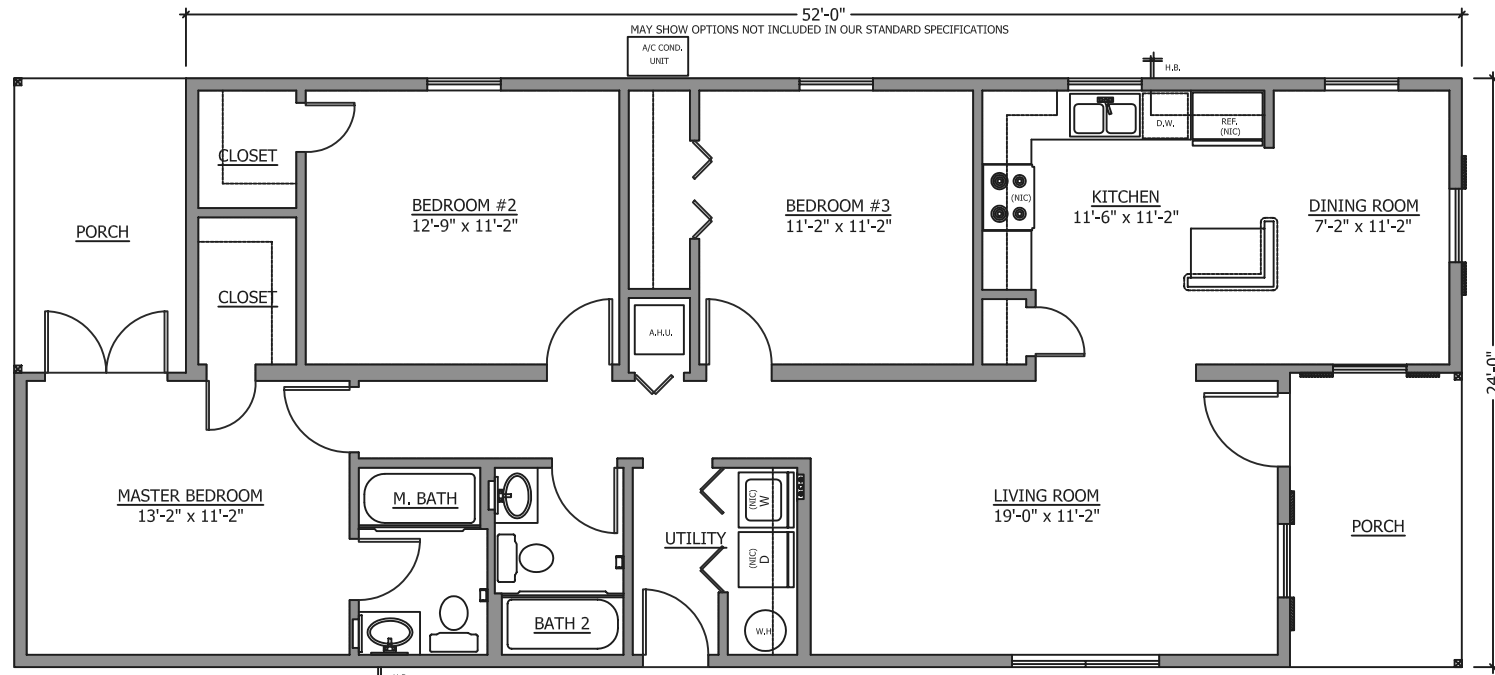 52'-0"
MAY SHOW OPTIONS NOT INCLUDED IN OUR STANDARD SPECIFICATIONS
A/C COND.
UNIT
H.B.
CLOSET
BEDROOM #2
12'-9" x 11'-2"
BEDROOM #3
11'-2" x 11'-2"
D.W.
REF.
(NIC)
(NIC)
KITCHEN
11'-6" x 11'-2"
DINING ROOM
7'-2" x 11'-2"
PORCH
CLOSET
A.H.U.
24'-0"
MASTER BEDROOM
13'-2" x 11'-2"
M. BATH
BATH 2
UTILITY
(NIC)
W
(NIC)
D
W.H.
LIVING ROOM
19'-0" x 11'-2"
PORCH